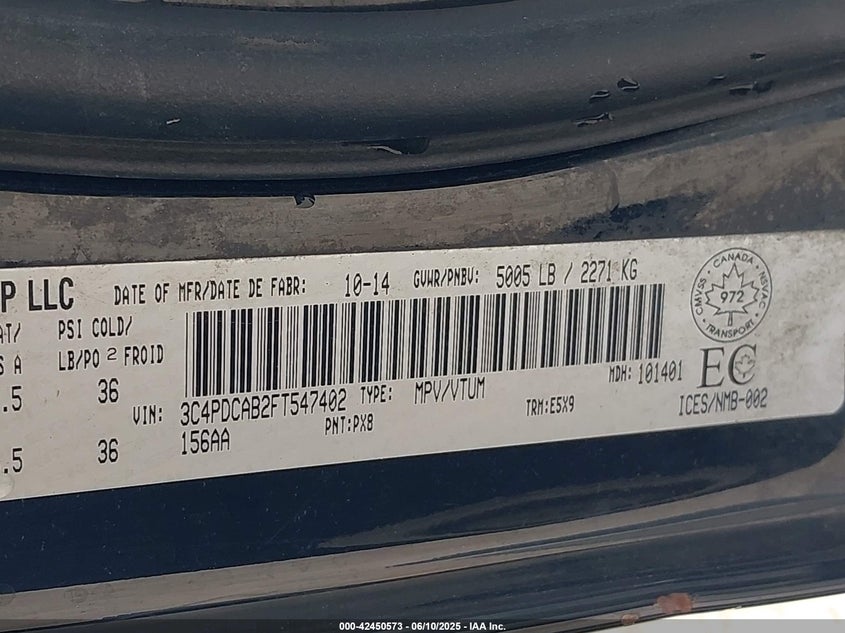 P LLC DATE OF MFR/DATE DE FABR: 10-14 GVWR/PNBV: 5005 LB / 2271 KG
AT/ PSI COLD/
S A LB/PO 2 FROID
.5 36
VIN: 3C4PDCAB2FT547402 TYPE: MPV/VTUM MDH: 101401
156AA PNT:PX8 TRM:E5X9
.5 36
CANADA
CMVSS 972 NSVAC
TRANSPORT
EC
ICES/NMB-002
000-42450573 - 06/10/2025 - IAA Inc.